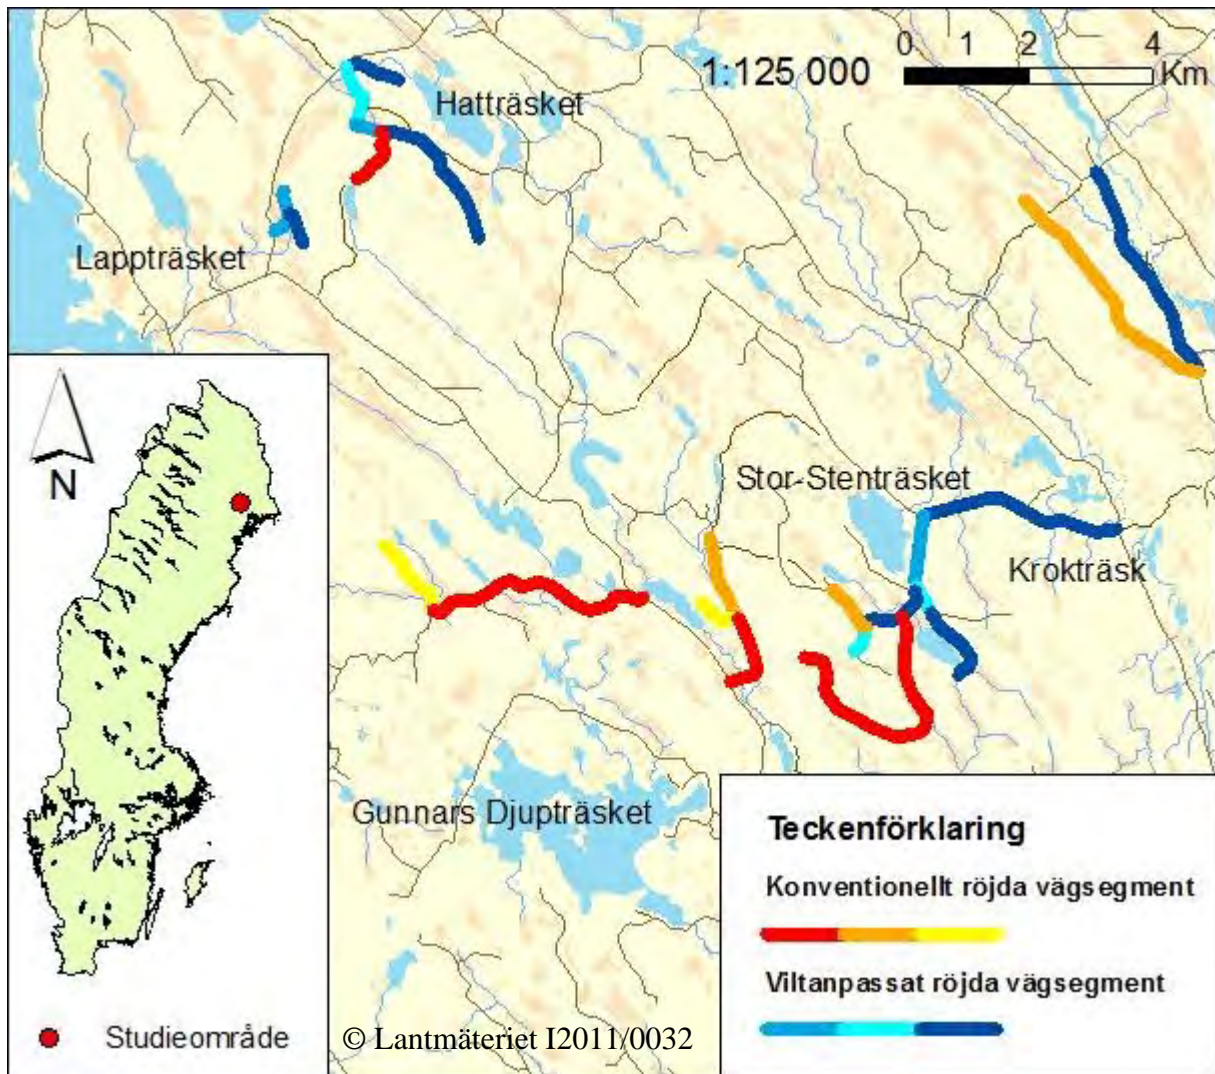 0 1 2 4
1:125 000 Km
Hatträsket
Lappträsket
N
Stor-Stenträsket
Krokträsk
Gunnars Djupträsket
Teckenförklaring
Konventionellt röjda vägsegment
Viltanpassat röjda vägsegment
Studieområde
© Lantmäteriet I2011/0032